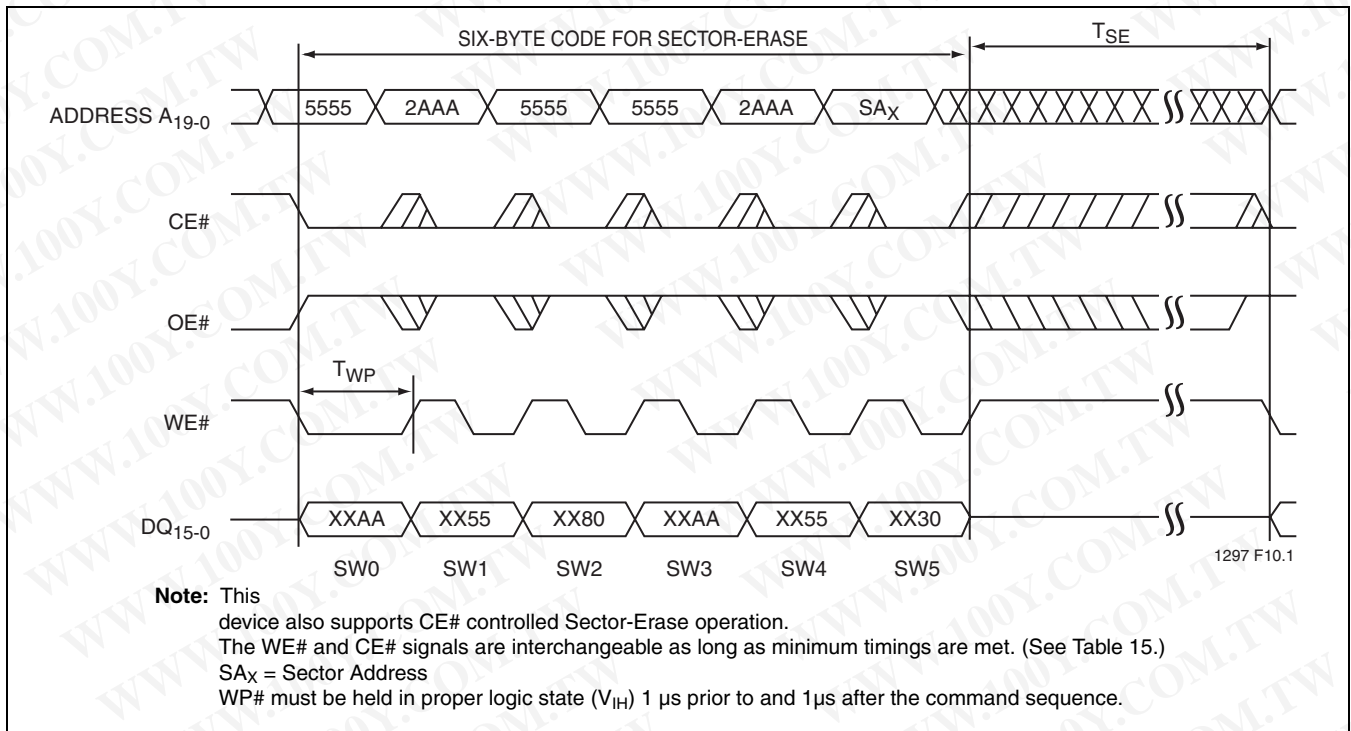 SIX-BYTE CODE FOR SECTOR-ERASE
TSE
ADDRESS A19-0
5555 2AAA 5555 5555 2AAA SAX
CE#
OE#
TWP
WE#
DQ15-0
XXAA XX55 XX80 XXAA XX55 XX30
SW0 SW1 SW2 SW3 SW4 SW5
1297 F10.1
Note: This
device also supports CE# controlled Sector-Erase operation.
The WE# and CE# signals are interchangeable as long as minimum timings are met. (See Table 15.)
SAX = Sector Address
WP# must be held in proper logic state (VIH) 1 µs prior to and 1µs after the command sequence.
WWW.100Y.COM.TW